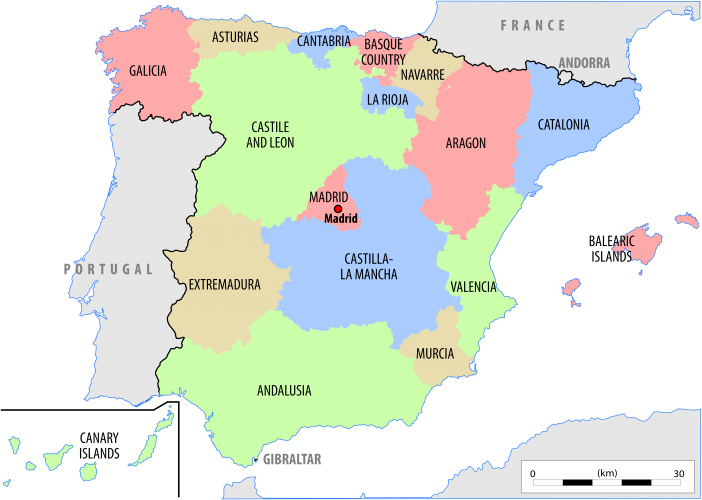 FRANCE
ASTURIAS
CANTABRIA
BASQUE
COUNTRY
ANDORRA
GALICIA
NAVARRE
LA RIOJA
CASTILE
AND LEON
CATALONIA
ARAGON
MADRID
Madrid
BALEARIC
ISLANDS
PORTUGAL
CASTILLA-
LA MANCHA
EXTREMADURA
VALENCIA
MURCIA
ANDALUSIA
CANARY
ISLANDS
GIBRALTAR
0 (km) 30